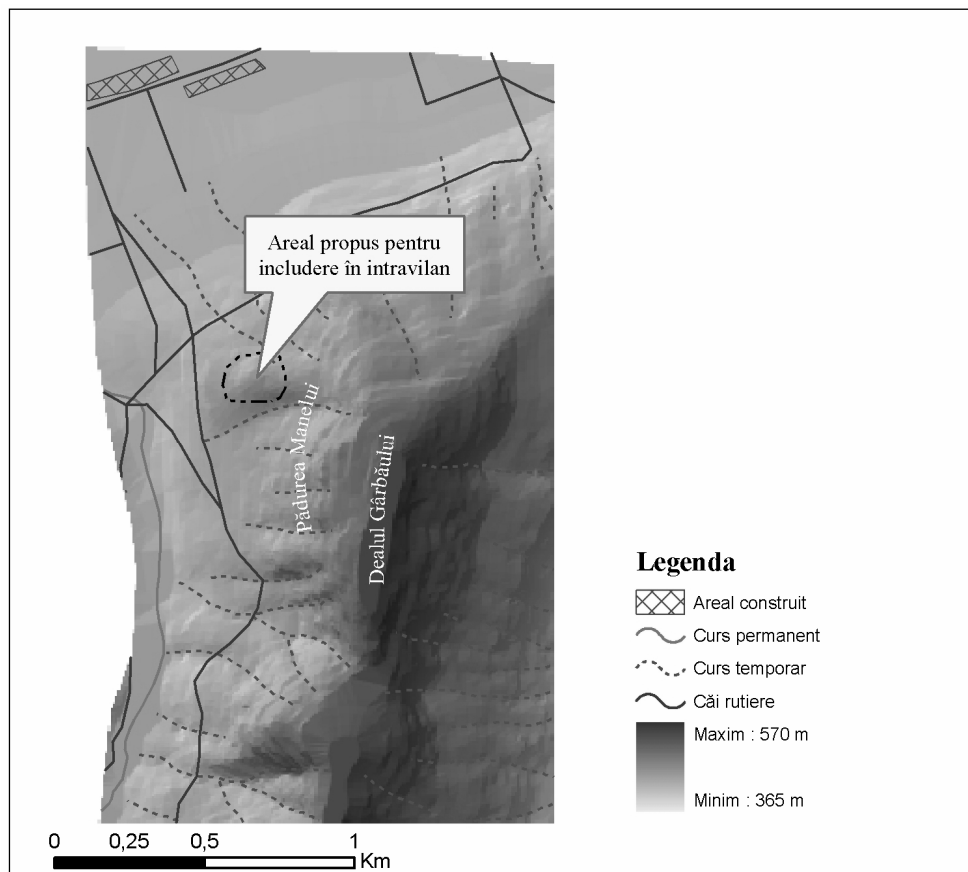 Areal propus pentru
includere în intravilan
Pădurea Manelui
Dealul Gârbăului
Legenda
Areal construit
Curs permanent
Curs temporar
Căi rutiere
Maxim : 570 m
Minim : 365 m
0 0,25 0,5 1
Km